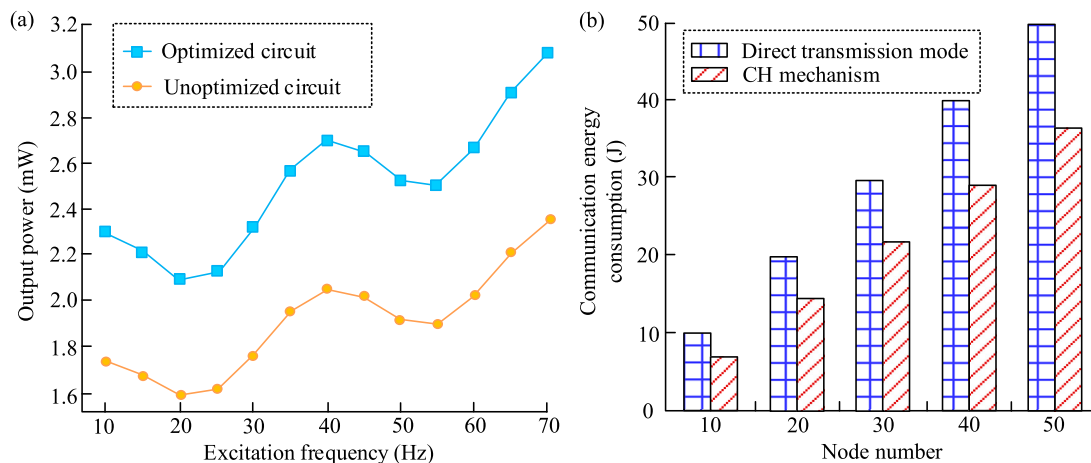 (a)
3.2
3.0
2.8
2.6
2.4
2.2
2.0
1.8
1.6
Output power (mW)
Optimized circuit
Unoptimized circuit
10 20 30 40 50 60 70
Excitation frequency (Hz)
(b)
50
40
30
20
10
0
Communication energy
consumption (J)
Direct transmission mode
CH mechanism
10 20 30 40 50
Node number